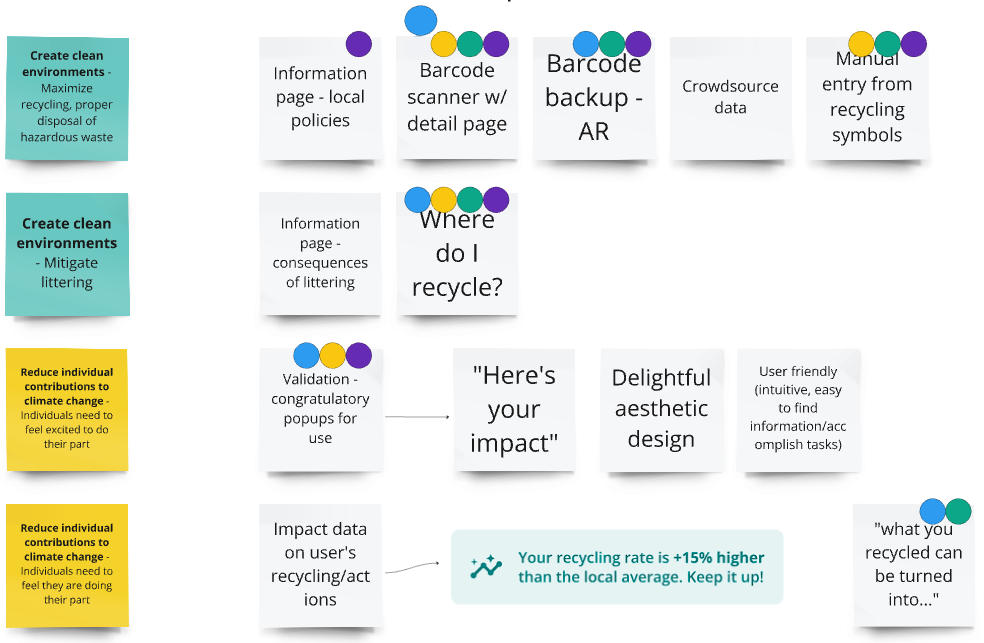 Create clean
environments -
Maximize
recycling, proper
disposal of
hazardous waste
Information
page - local
policies
Barcode
scanner w/
detail page
Barcode
backup -
AR
Crowdsource
data
Manual
entry from
recycling
symbols
Create clean
environments
- Mitigate
littering
Information
page -
consequences
of littering
Where
do I
recycle?
Reduce individual
contributions to
climate change -
Individuals need to
feel excited to do
their part
Validation -
congratulatory
popups for
use
"Here's
your
impact"
Delightful
aesthetic
design
User friendly
(intuitive, easy
to find
information/acc
omplish tasks)
Reduce individual
contributions to
climate change -
Individuals need to
feel they are doing
their part
Impact data
on user's
recycling/act
ions
Your recycling rate is +15% higher
than the local average. Keep it up!
"what you
recycled can
be turned
into..."